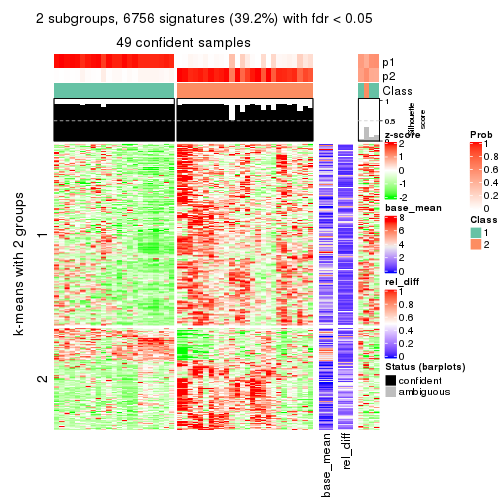 2 subgroups, 6756 signatures (39.2%) with fdr < 0.05
49 confident samples
p1
p2
Class
1
0.5
0
Silhouette
score
k-means with 2 groups
1
2
base_mean
rel_diff
z-score
2
1
0
-1
-2
base_mean
8
6
4
2
0
rel_diff
1
0.8
0.6
0.4
0.2
0
Status (barplots)
confident
ambiguous
Prob
1
0.8
0.6
0.4
0.2
0
Class
1
2